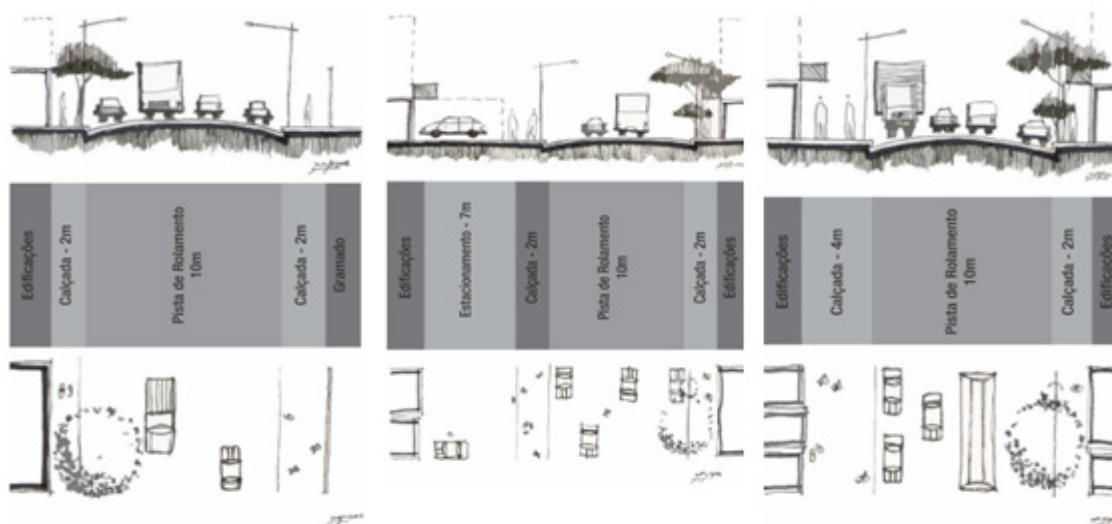 Edificações
Calçada - 2m
Pista de Rolamento
10m
Calçada - 2m
Gramado
Edificações
Estacionamento - 7m
Calçada - 2m
Pista de Rolamento
10m
Calçada - 2m
Edificações
Edificações
Calçada - 4m
Pista de Rolamento
10m
Calçada - 2m
Edificações